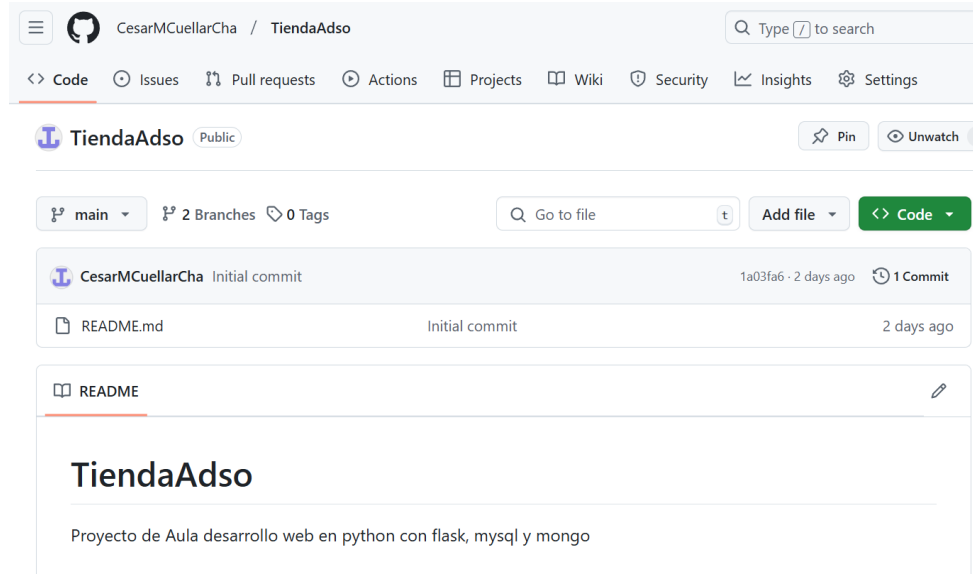 CesarMCuellarCha / TiendaAdso Type / to search
Code Issues Pull requests Actions Projects Wiki Security Insights Settings
TiendaAdso Public Pin Unwatch
main 2 Branches 0 Tags Go to file t Add file Code
CesarMCuellarCha Initial commit 1a03fa6 · 2 days ago 1 Commit
README.md Initial commit 2 days ago
README
TiendaAdso
Proyecto de Aula desarrollo web en python con flask, mysql y mongo